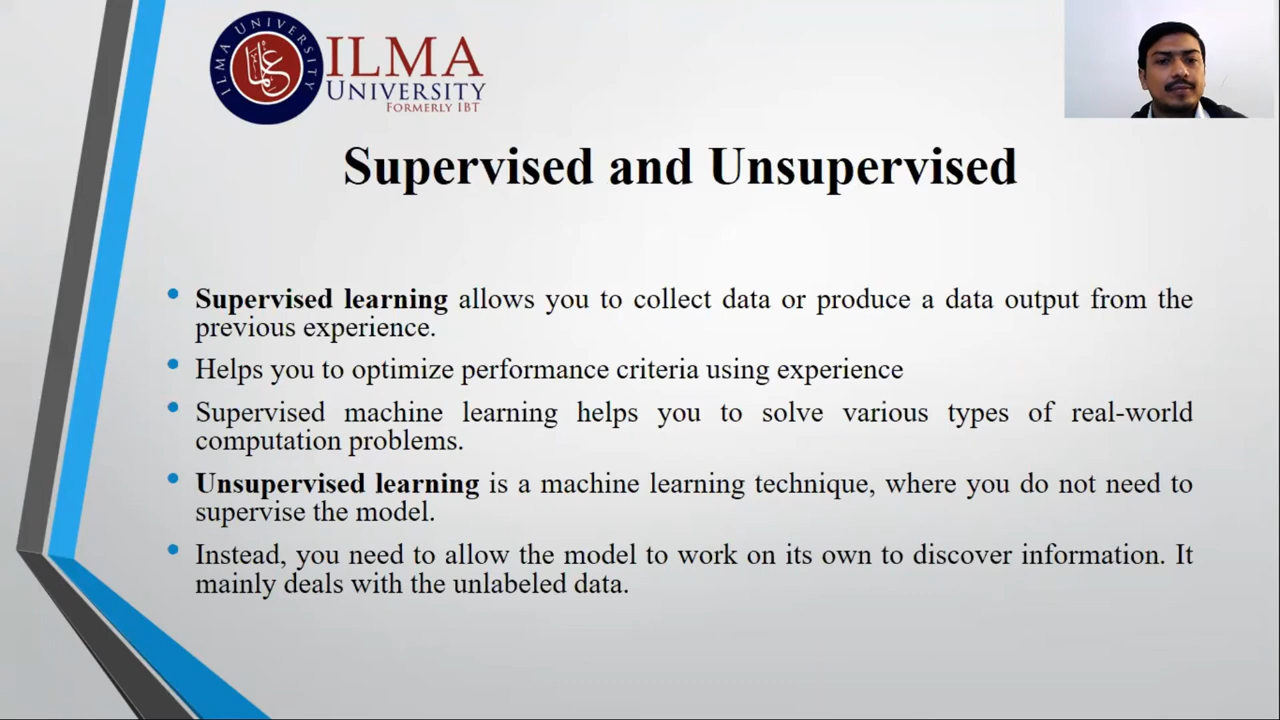 ILMA UNIVERSITY
ILMA
UNIVERSITY
FORMERLY IBT
Supervised and Unsupervised
Supervised learning allows you to collect data or produce a data output from the
previous experience.
Helps you to optimize performance criteria using experience
Supervised machine learning helps you to solve various types of real-world
computation problems.
Unsupervised learning is a machine learning technique, where you do not need to
supervise the model.
Instead, you need to allow the model to work on its own to discover information. It
mainly deals with the unlabeled data.